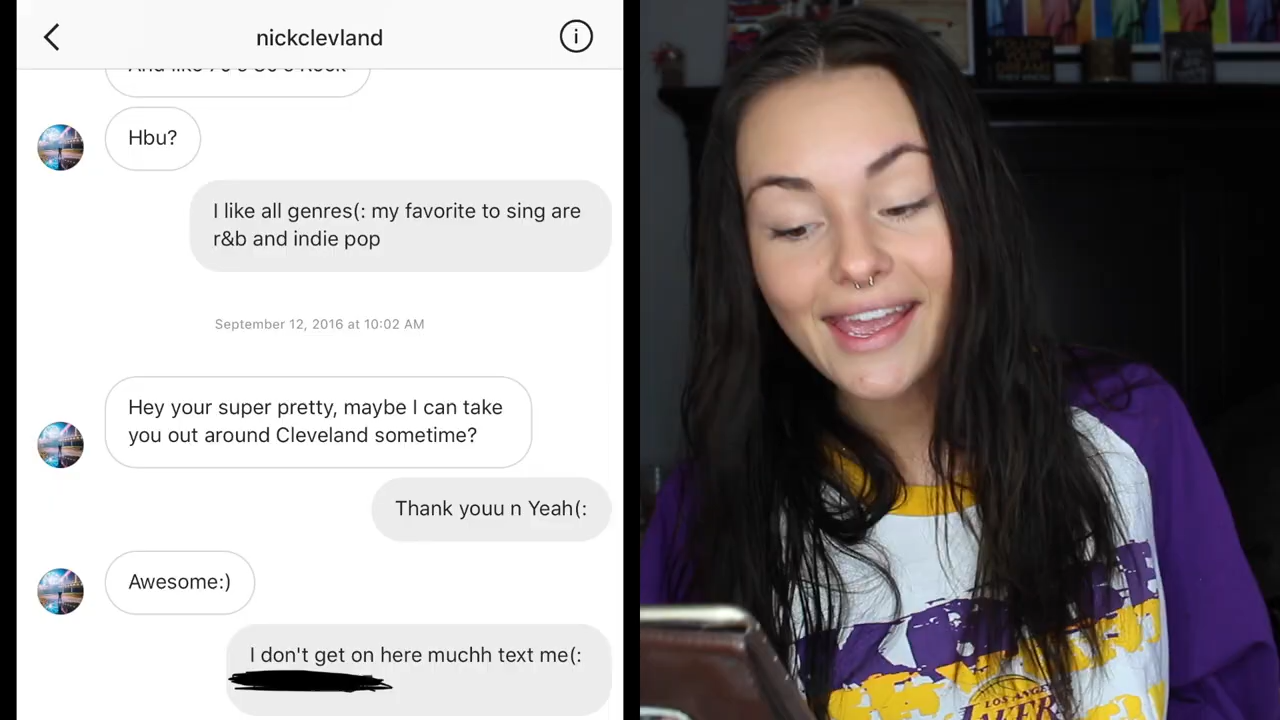 nickclevland
Hbu?
I like all genres(: my favorite to sing are
r&b and indie pop
September 12, 2016 at 10:02 AM
Hey your super pretty, maybe I can take
you out around Cleveland sometime?
Thank youu n Yeah(:
Awesome:)
I don't get on here muchh text me(:
LOS ANGE